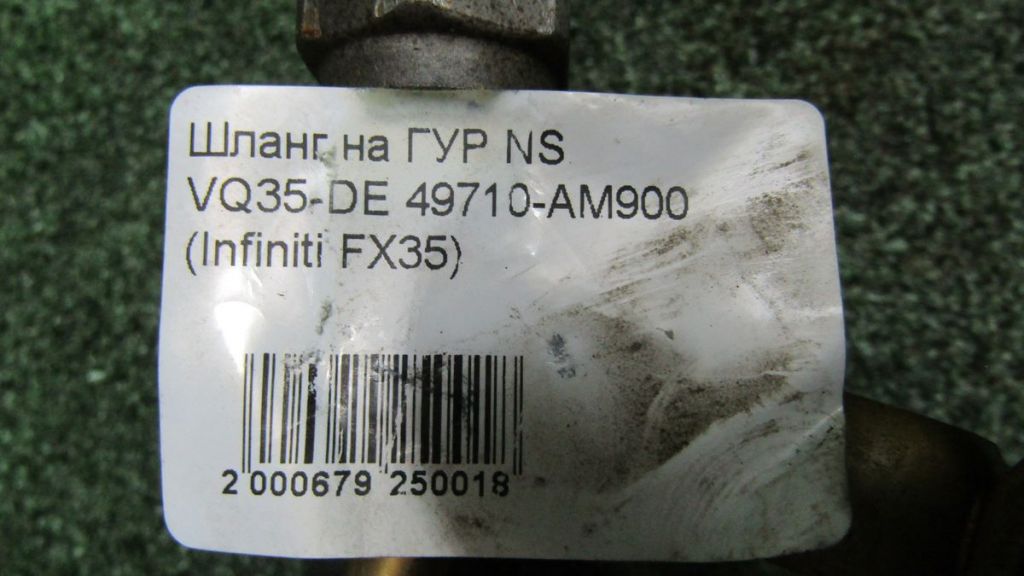 Шланг на ГУР NS
VQ35-DE 49710-AM900
(Infiniti FX35)
2 000679 250018